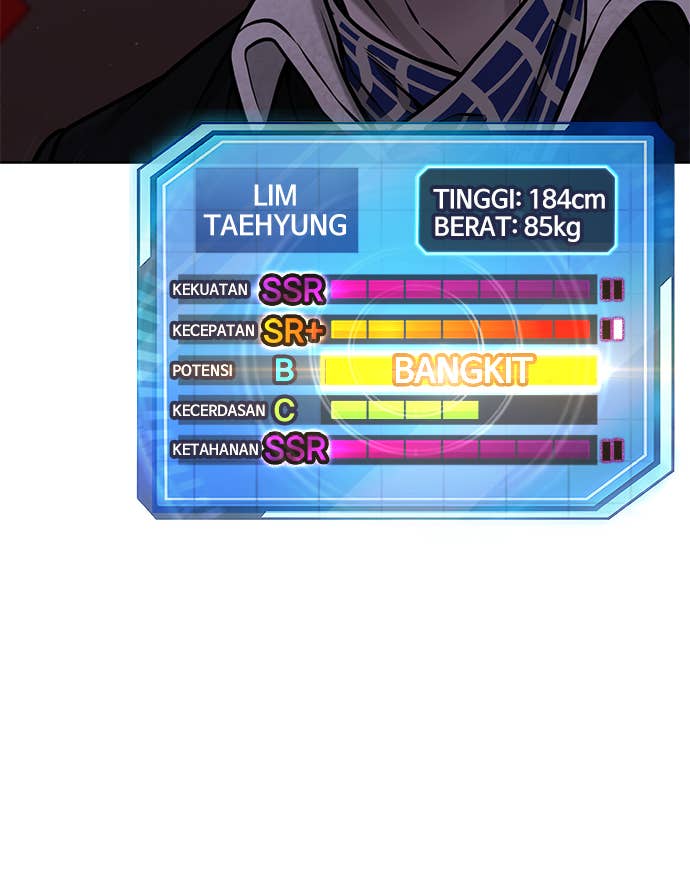 LIM
TAEHYUNG
TINGGI: 184cm
BERAT: 85kg
KEKUATAN SSR
KECEPATAN SR+
POTENSI B BANGKIT
KECERDASAN C
KETAHANAN SSR